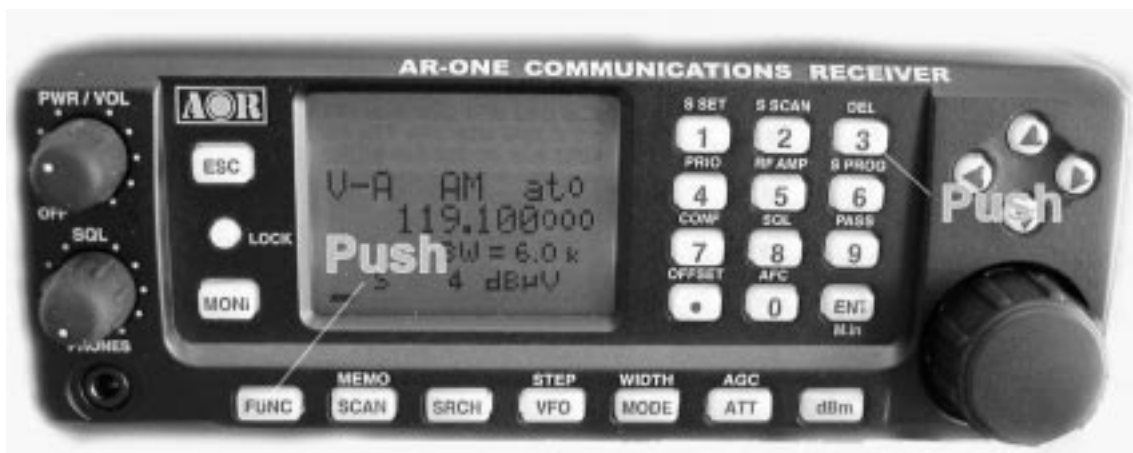 AR-ONE COMMUNICATIONS RECEIVER
PWR / VOL
AOR
S SET S SCAN DEL
1 2 3
ESC
PRIO RF AMP S PROG
V-A AM ato
4 5 6
Push
OFF
119.100000
CONF SQL PASS
SQL
LOCK
Push
BW = 6.0 k
7 8 9
OFFSET AFC
S 4 dBµV
MONi
• 0 ENT
M.in
PHONES
MEMO STEP WIDTH AGC
FUNC SCAN SRCH VFO MODE ATT dBm